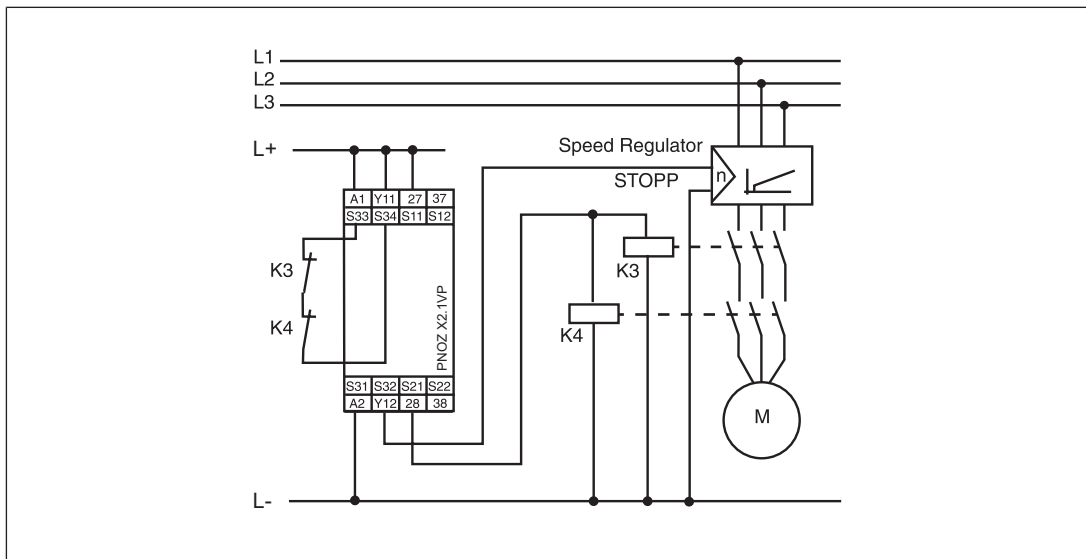 L1
L2
L3
L+
Speed Regulator
STOPP
n
A1 Y11 27 37
S33 S34 S11 S12
K3
K4
PNOZ X2.1VP
K3
K4
S31 S32 S21 S22
A2 Y12 28 38
M
L-